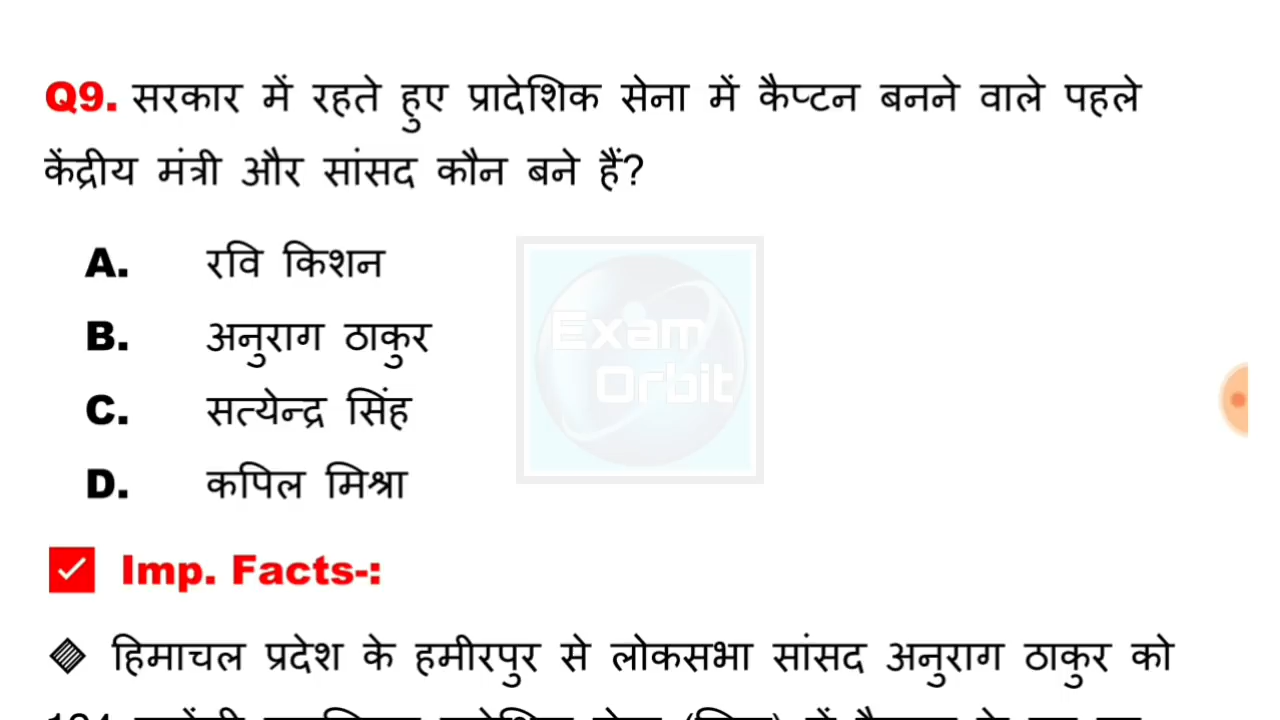 Q9. सरकार में रहते हुए प्रादेशिक सेना में कैप्टन बनने वाले पहले
केंद्रीय मंत्री और सांसद कौन बने हैं?
A. रवि किशन
B. अनुराग ठाकुर
Exam
Orbit
C. सत्येन्द्र सिंह
D. कपिल मिश्रा
Imp. Facts-:
हिमाचल प्रदेश के हमीरपुर से लोकसभा सांसद अनुराग ठाकुर को